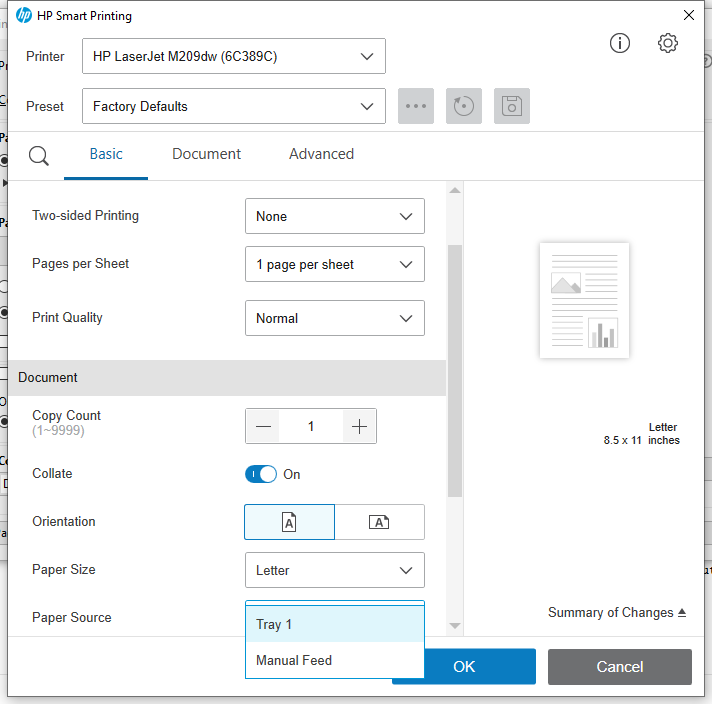 HP Smart Printing
Printer
HP LaserJet M209dw (6C389C)
Preset
Factory Defaults
Basic
Document
Advanced
Two-sided Printing
None
Pages per Sheet
1 page per sheet
Print Quality
Normal
Document
Copy Count
(1~9999)
1
Collate
On
Orientation
A
A
Paper Size
Letter
Paper Source
Tray 1
Manual Feed
Letter
8.5 x 11 inches
Summary of Changes
OK
Cancel